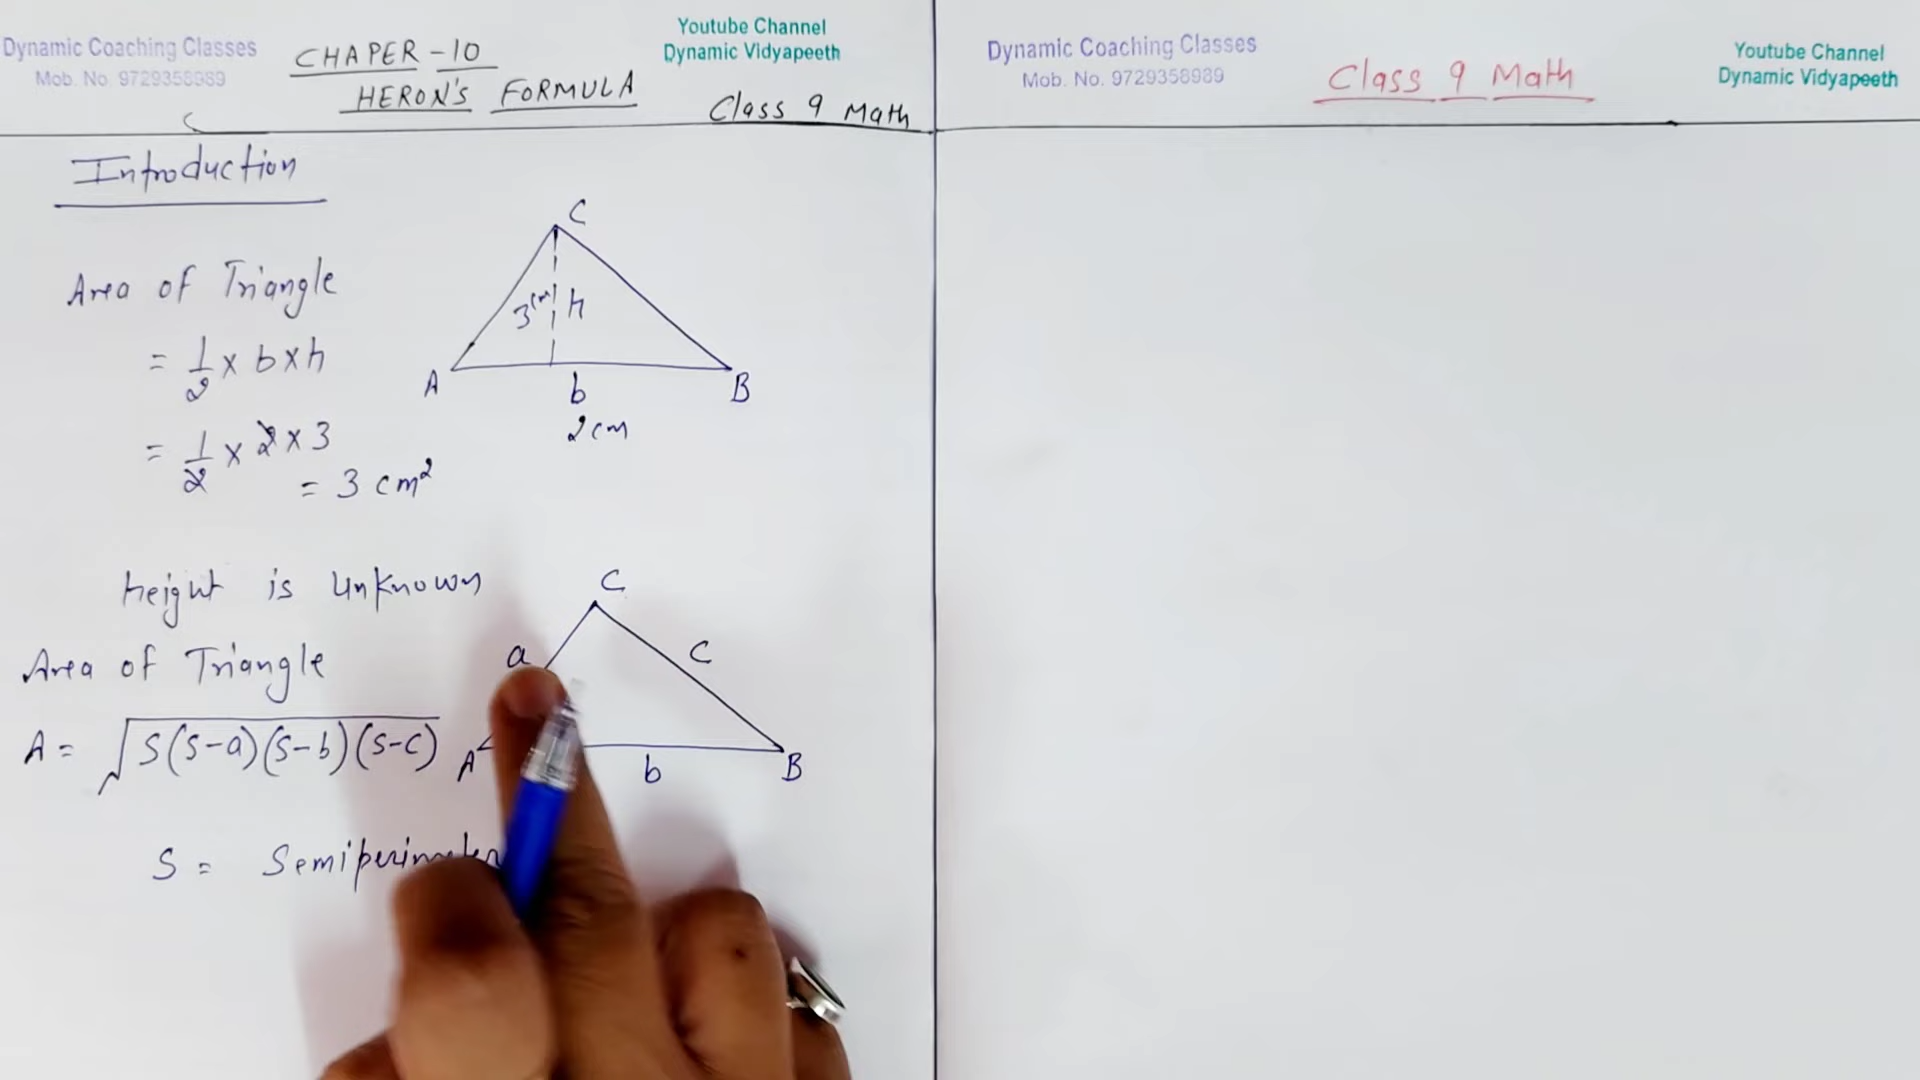 Dynamic Coaching Classes
Mob. No. 9729358989
CHAPER-10
HERON'S FORMULA
Youtube Channel
Dynamic Vidyapeeth
Class 9 Math
Introduction
Area of Triangle
= 1/2 × b × h
= 1/2 × 2 × 3
= 3 cm²
C
3cm h
A
b
B
2cm
height is unknown
Area of Triangle
A = √S(S-a)(S-b)(S-c)
S = Semiperimeter
C
a
C
A
b
B
Dynamic Coaching Classes
Mob. No. 9729358989
Class 9 Math
Youtube Channel
Dynamic Vidyapeeth